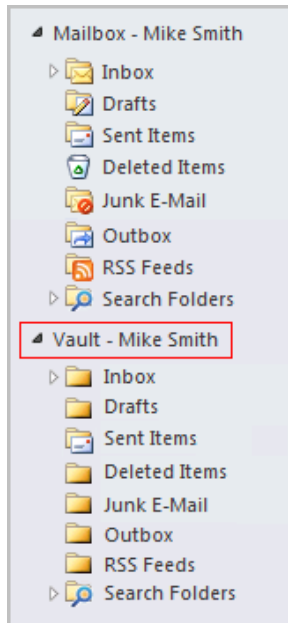 Mailbox - Mike Smith
Inbox
Drafts
Sent Items
Deleted Items
Junk E-Mail
Outbox
RSS Feeds
Search Folders
Vault - Mike Smith
Inbox
Drafts
Sent Items
Deleted Items
Junk E-Mail
Outbox
RSS Feeds
Search Folders